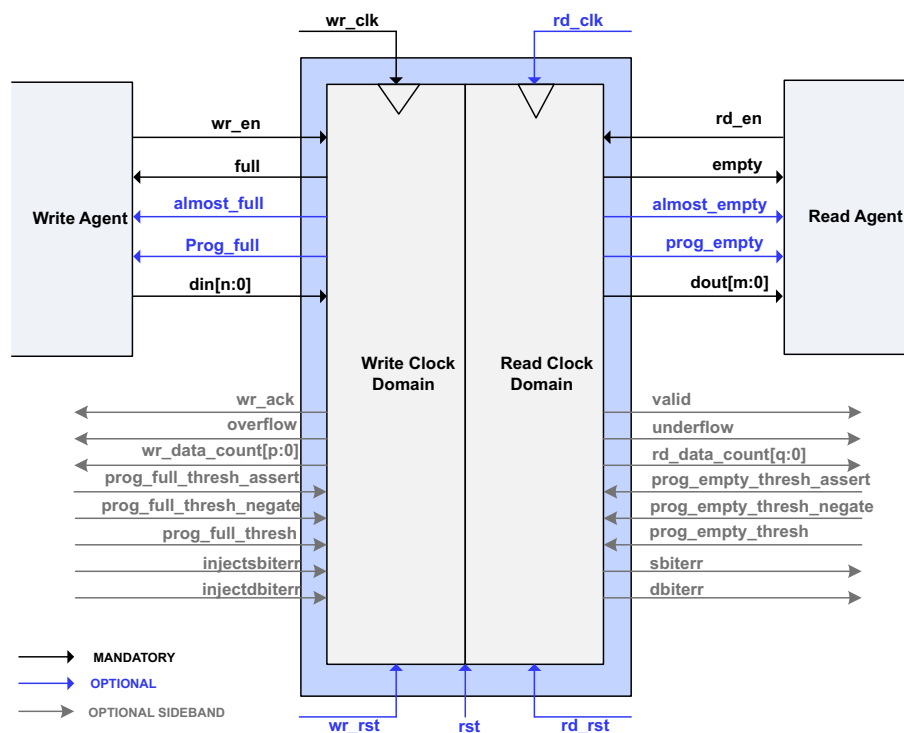 wr_clk
rd_clk
wr_en
rd_en
full
empty
Write Agent
almost_full
almost_empty
Read Agent
Prog_full
prog_empty
din[n:0]
dout[m:0]
Write Clock
Domain
Read Clock
Domain
wr_ack
valid
overflow
underflow
wr_data_count[p:0]
rd_data_count[q:0]
prog_full_thresh_assert
prog_empty_thresh_assert
prog_full_thresh_negate
prog_empty_thresh_negate
prog_full_thresh
prog_empty_thresh
injectsbiterr
sbiterr
injectdbiterr
dbiterr
MANDATORY
OPTIONAL
OPTIONAL SIDEBAND
wr_rst
rst
rd_rst